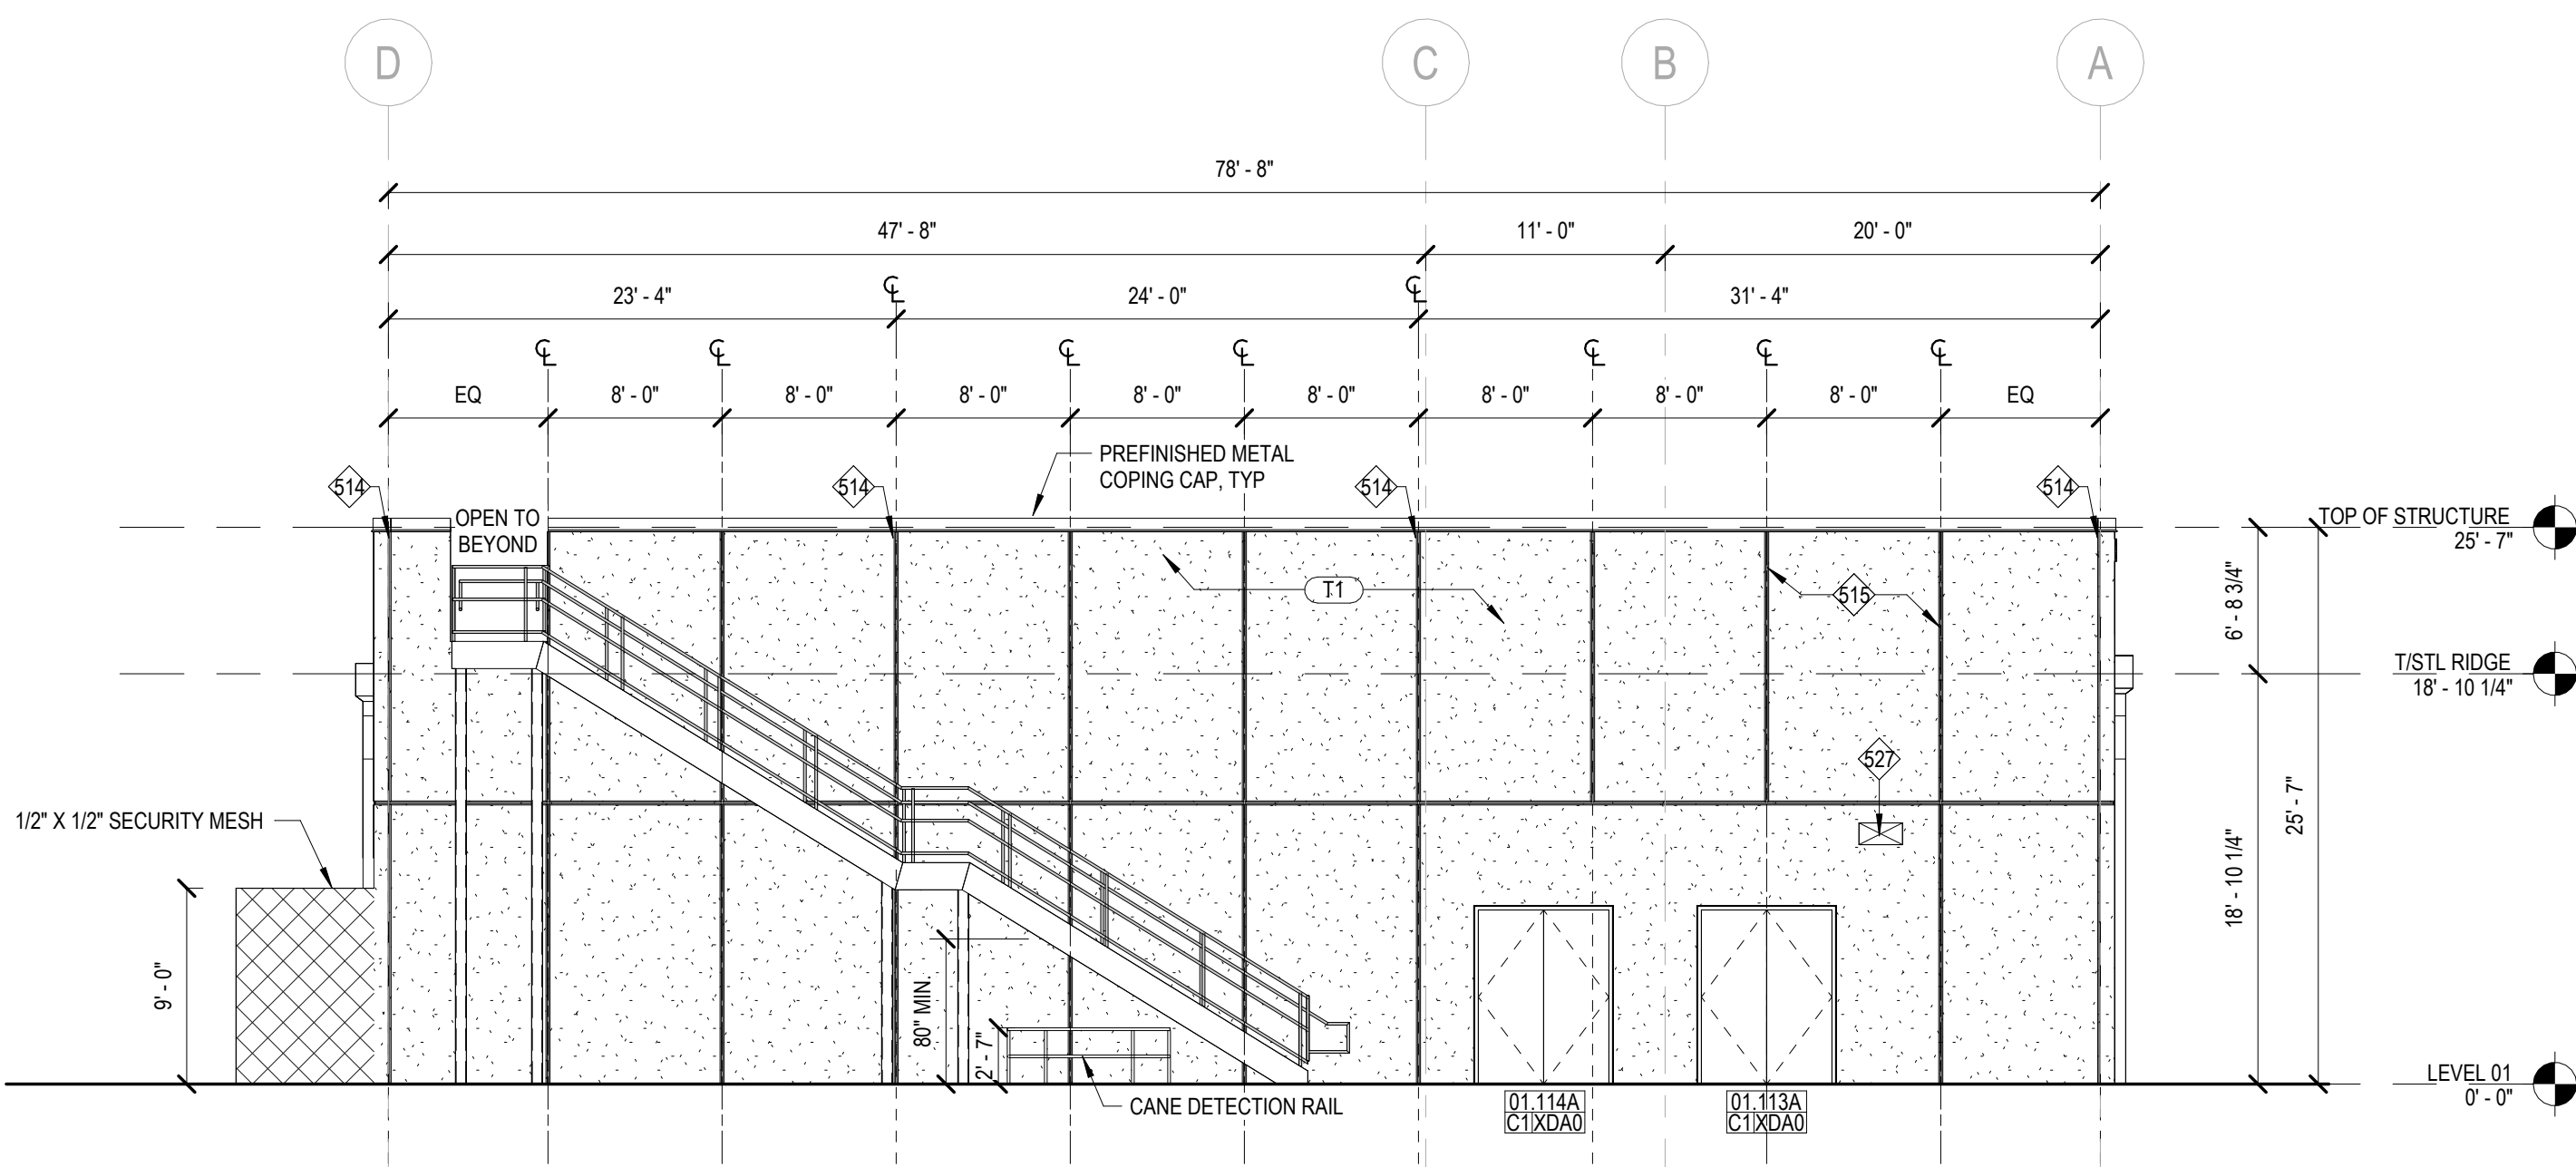 D
C
B
A
78' - 8"
47' - 8"
11' - 0"
20' - 0"
23' - 4"
24' - 0"
31' - 4"
EQ
8' - 0"
8' - 0"
8' - 0"
8' - 0"
8' - 0"
8' - 0"
8' - 0"
8' - 0"
EQ
PREFINISHED METAL
COPING CAP, TYP
514
514
514
514
OPEN TO
BEYOND
TOP OF STRUCTURE
25' - 7"
T1
515
6' - 8 3/4"
T/STL RIDGE
18' - 10 1/4"
527
1/2" X 1/2" SECURITY MESH
25' - 7"
18' - 10 1/4"
9' - 0"
80" MIN.
2' - 7"
CANE DETECTION RAIL
01.114A
C1 XDA0
01.113A
C1 XDA0
LEVEL 01
0' - 0"